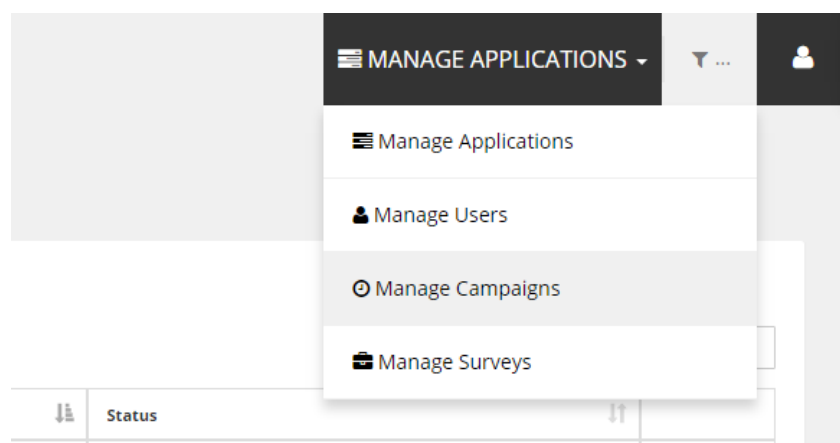 MANAGE APPLICATIONS
...
Manage Applications
Manage Users
Manage Campaigns
Manage Surveys
Status